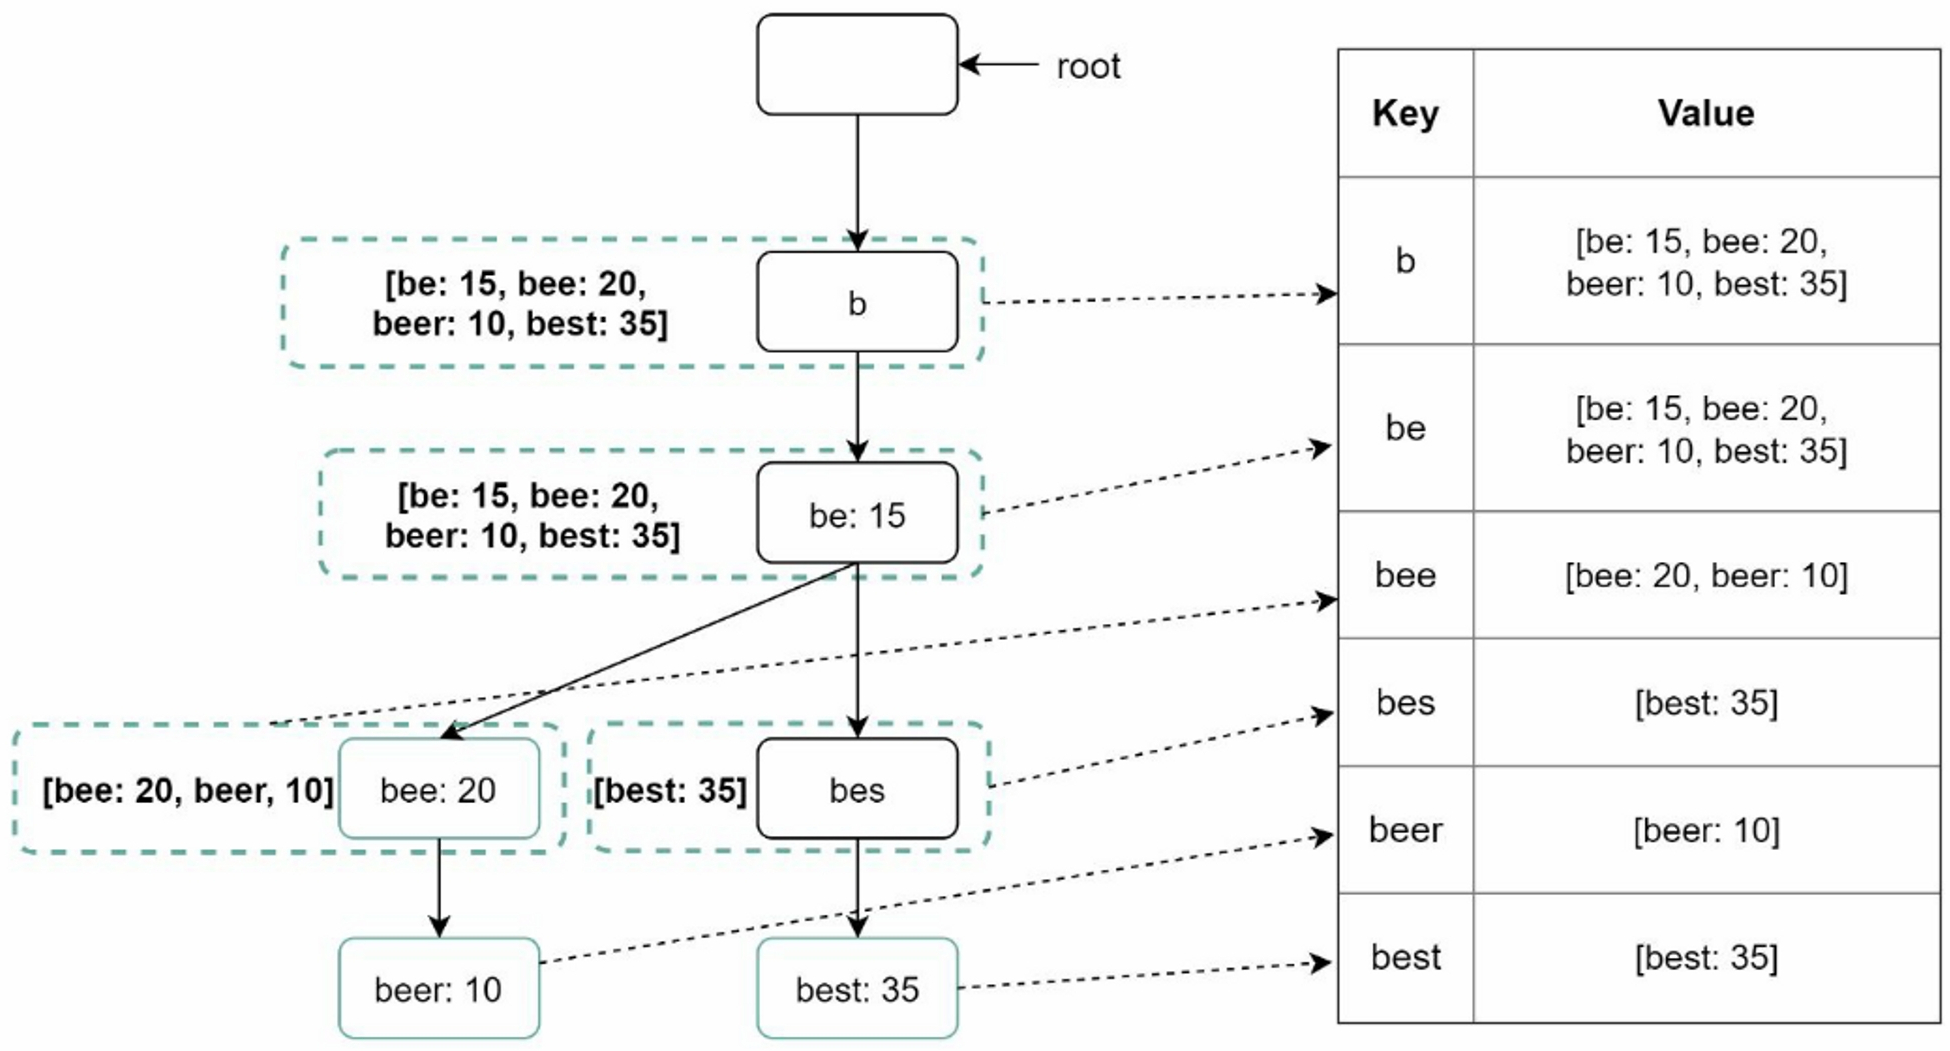 root
[be: 15, bee: 20,
beer: 10, best: 35]
b
[be: 15, bee: 20,
beer: 10, best: 35]
be: 15
[bee: 20, beer, 10]
bee: 20
[best: 35]
bes
beer: 10
best: 35
Key
Value
b
[be: 15, bee: 20,
beer: 10, best: 35]
be
[be: 15, bee: 20,
beer: 10, best: 35]
bee
[bee: 20, beer: 10]
bes
[best: 35]
beer
[beer: 10]
best
[best: 35]